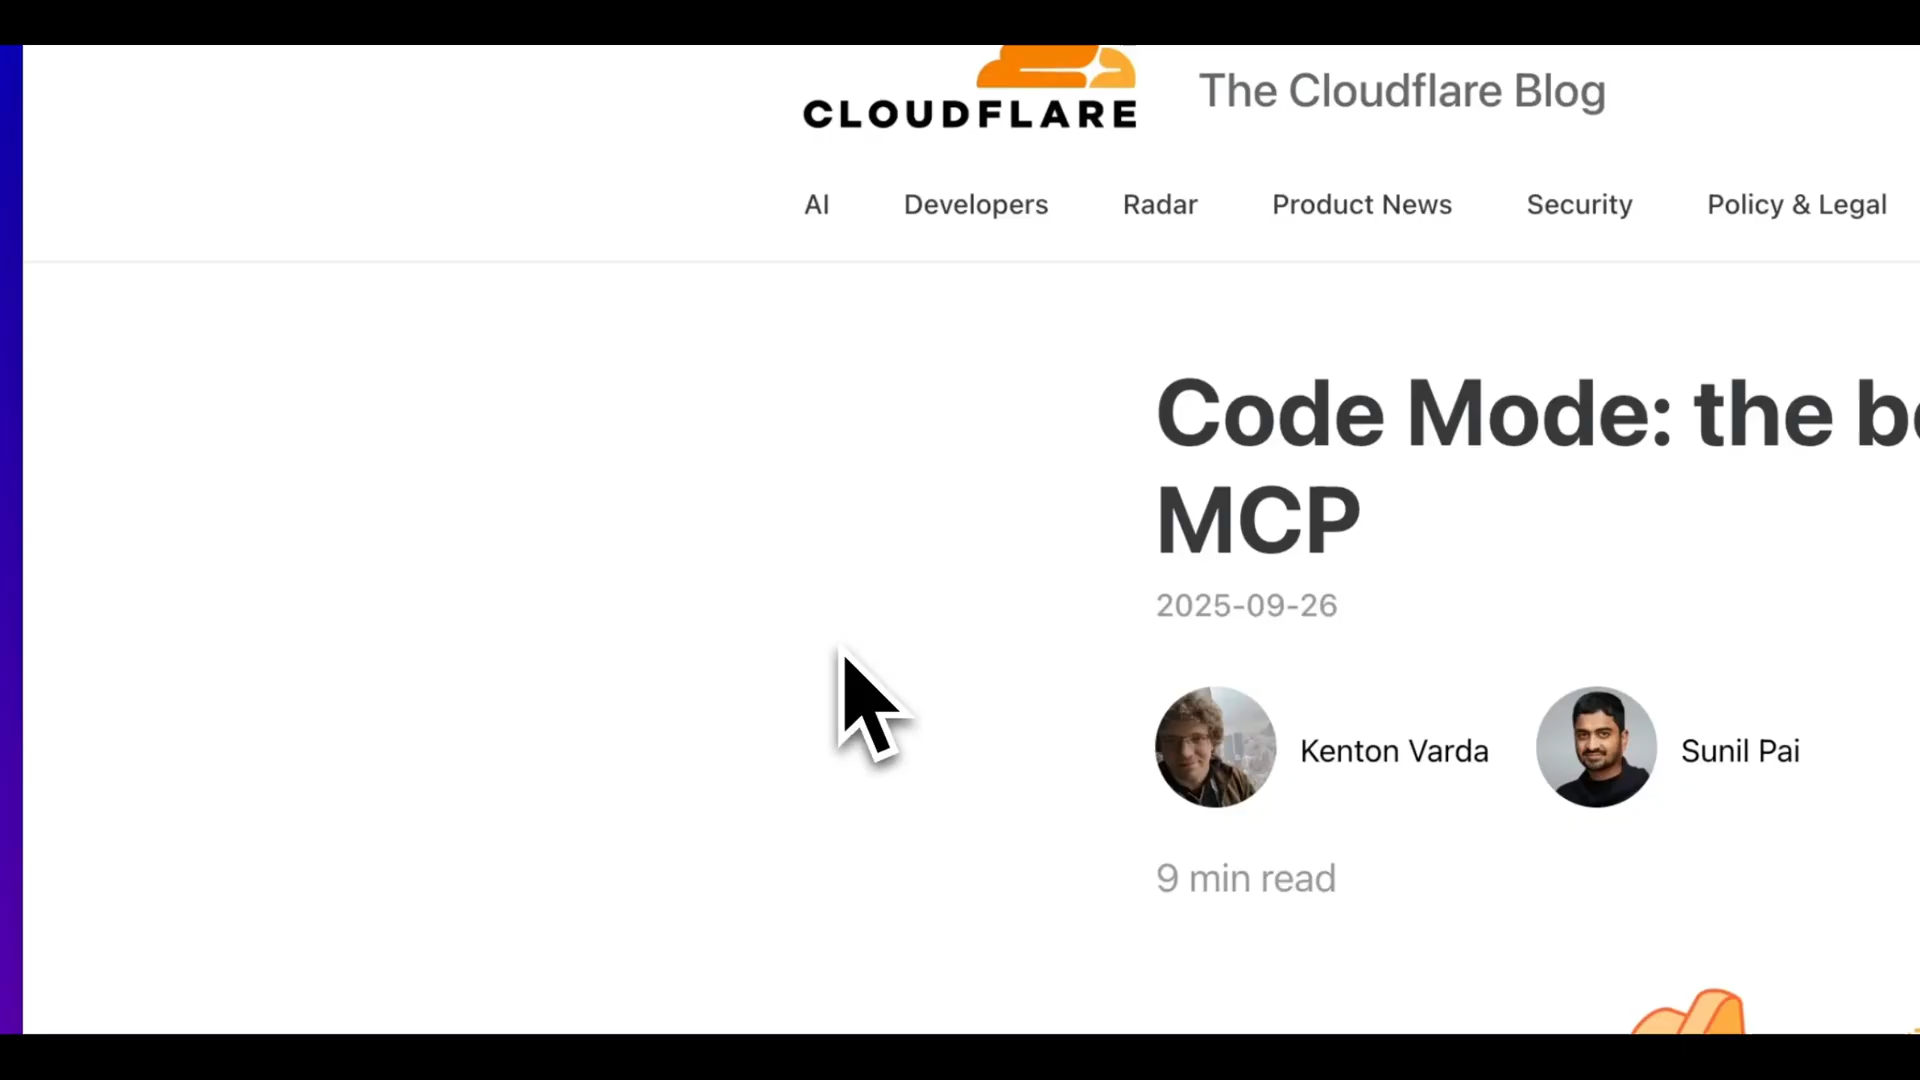 CLOUDFLARE
The Cloudflare Blog
AI Developers Radar Product News Security Policy & Legal
Code Mode: the
MCP
2025-09-26
Kenton Varda Sunil Pai
9 min read